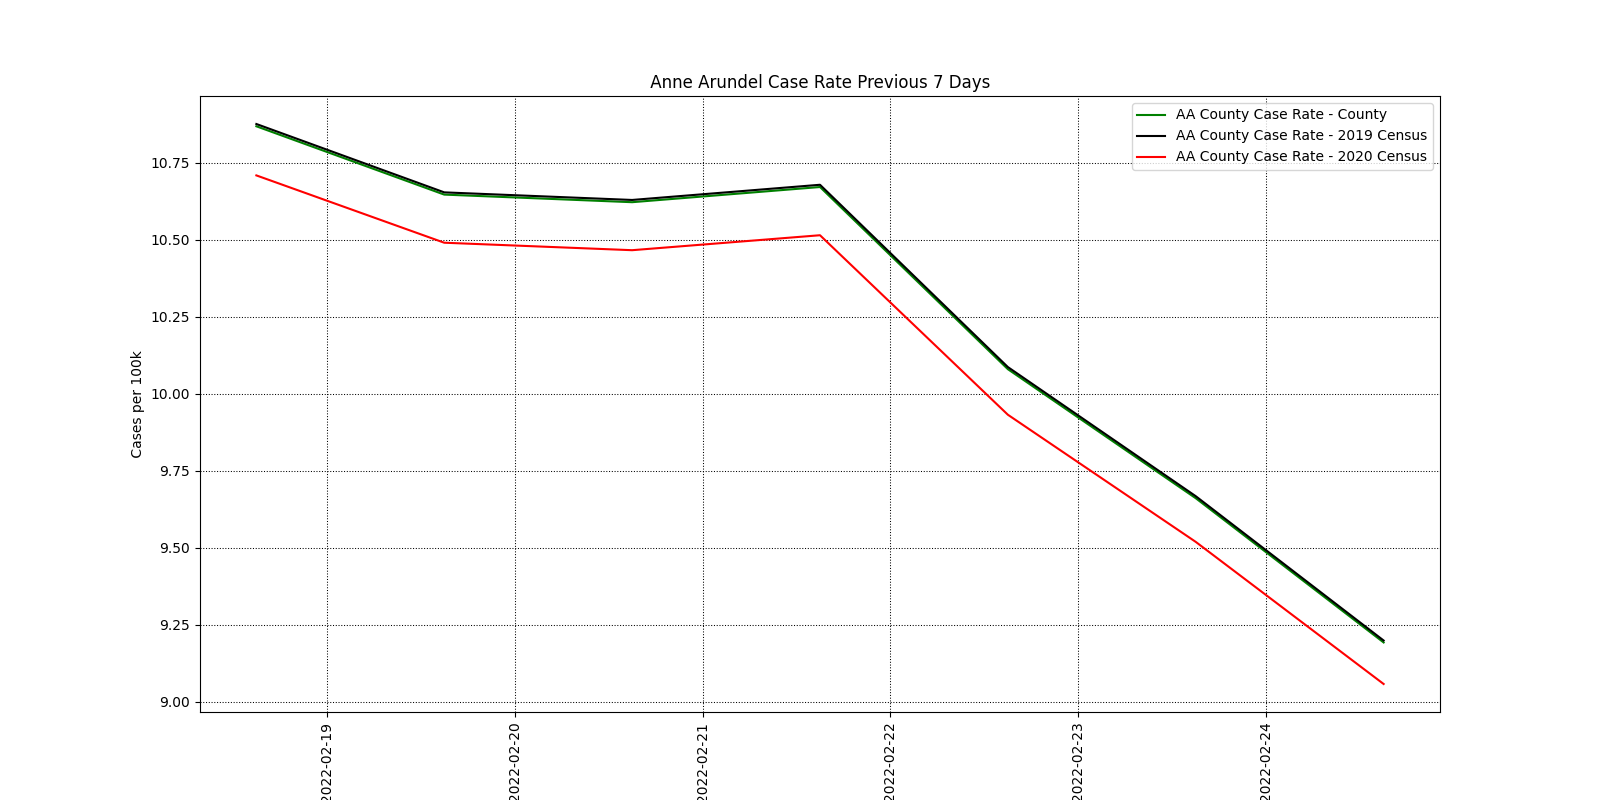 Anne Arundel Case Rate Previous 7 Days
AA County Case Rate - County
AA County Case Rate - 2019 Census
AA County Case Rate - 2020 Census
Cases per 100k
10.75
10.50
10.25
10.00
9.75
9.50
9.25
9.00
2022-02-19
2022-02-20
2022-02-21
2022-02-22
2022-02-23
2022-02-24